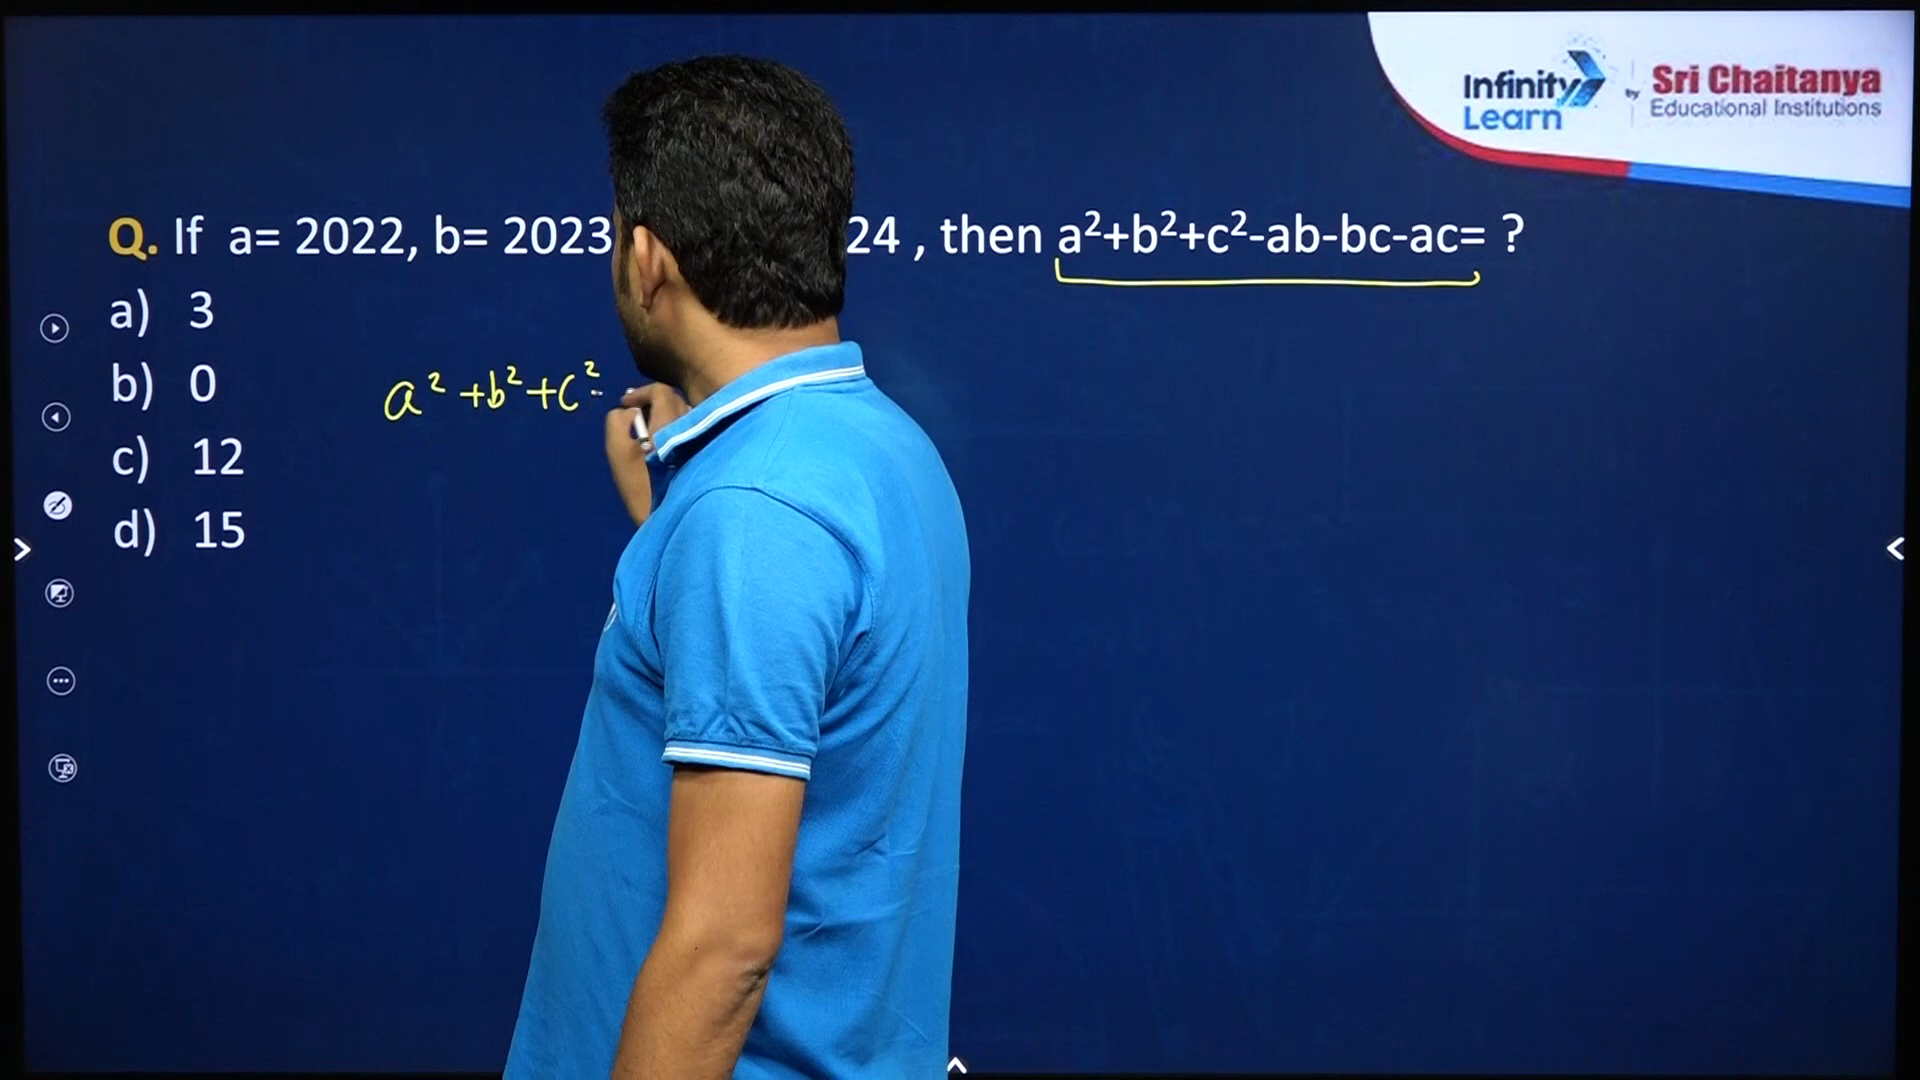 Infinity Learn by Sri Chaitanya Educational Institutions
Q. If a= 2022, b= 2023 24 , then a²+b²+c²-ab-bc-ac= ?
a) 3
b) 0
c) 12
d) 15
a² +b² +c² -